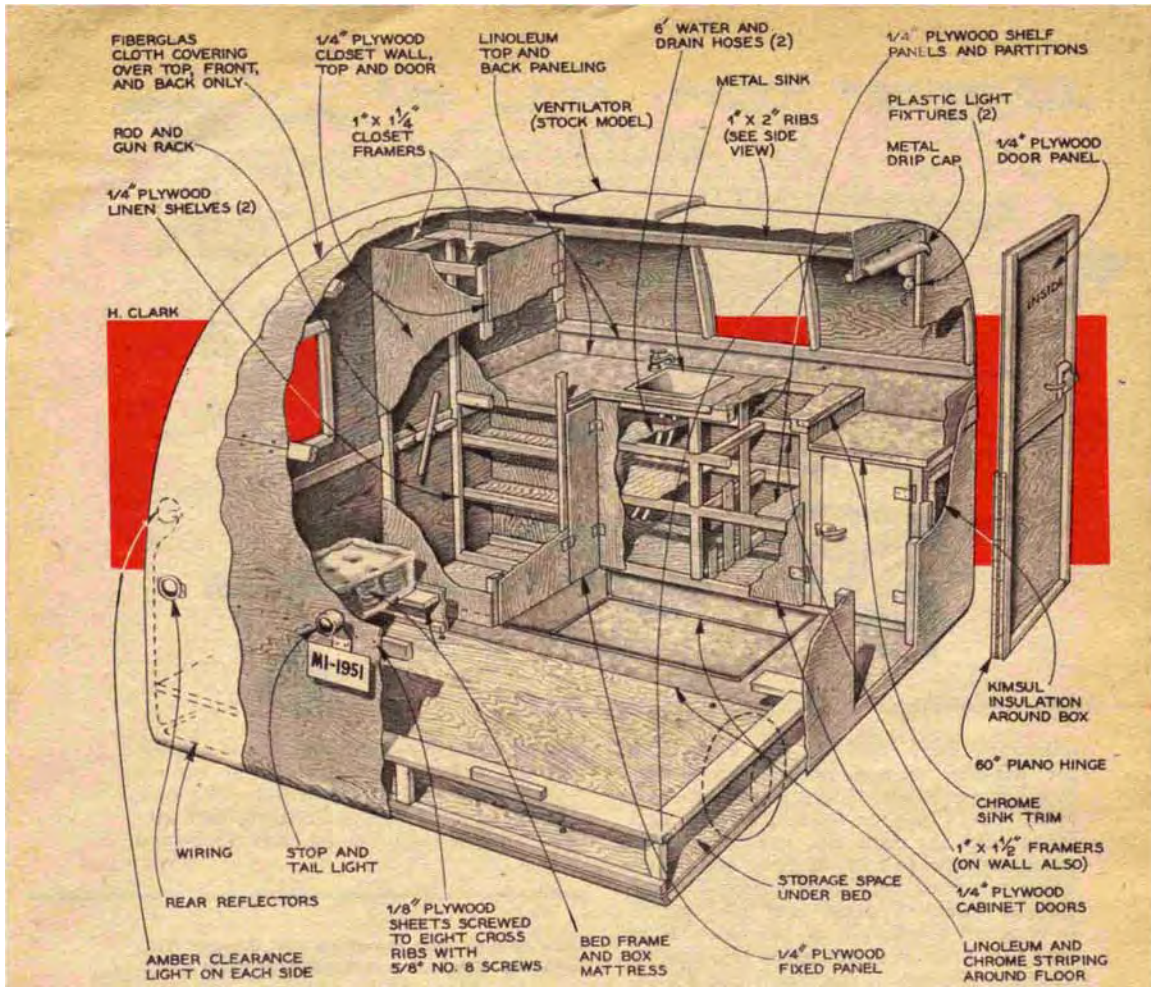 FIBERGLAS
CLOTH COVERING
OVER TOP, FRONT,
AND BACK ONLY
1/4" PLYWOOD
CLOSET WALL,
TOP AND DOOR
LINOLEUM
TOP AND
BACK PANELING
6' WATER AND
DRAIN HOSES (2)
1/4" PLYWOOD SHELF
PANELS AND PARTITIONS
METAL SINK
PLASTIC LIGHT
FIXTURES (2)
VENTILATOR
(STOCK MODEL)
1" X 2" RIBS
(SEE SIDE
VIEW)
1" X 1 1/4"
CLOSET
FRAMERS
ROD AND
GUN RACK
METAL
DRIP CAP
1/4" PLYWOOD
DOOR PANEL
1/4" PLYWOOD
LINEN SHELVES (2)
INSIDE
H. CLARK
M1-1951
KIMSUL
INSULATION
AROUND BOX
60" PIANO HINGE
CHROME
SINK TRIM
1" X 1 1/2" FRAMERS
(ON WALL ALSO)
1/4" PLYWOOD
CABINET DOORS
LINOLEUM AND
CHROME STRIPING
AROUND FLOOR
WIRING
STOP AND
TAIL LIGHT
STORAGE SPACE
UNDER BED
REAR REFLECTORS
1/8" PLYWOOD
SHEETS SCREWED
TO EIGHT CROSS
RIBS WITH
5/8" NO. 8 SCREWS
BED FRAME
AND BOX
MATTRESS
1/4" PLYWOOD
FIXED PANEL
AMBER CLEARANCE
LIGHT ON EACH SIDE